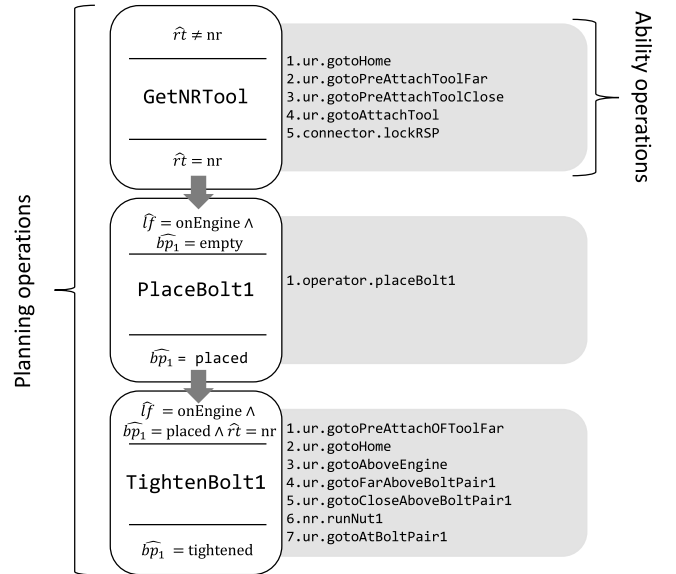 Planning operations
r̂t ≠ nr
GetNRTool
r̂t = nr
1.ur.gotoHome
2.ur.gotoPreAttachToolFar
3.ur.gotoPreAttachToolClose
4.ur.gotoAttachTool
5.connector.lockRSP
Ability operations
l̂f = onEngine ∧
b̂p₁ = empty
PlaceBolt1
b̂p₁ = placed
1.operator.placeBolt1
l̂f = onEngine ∧
b̂p₁ = placed ∧ r̂t = nr
TightenBolt1
b̂p₁ = tightened
1.ur.gotoPreAttachOFToolFar
2.ur.gotoHome
3.ur.gotoAboveEngine
4.ur.gotoFarAboveBoltPair1
5.ur.gotoCloseAboveBoltPair1
6.nr.runNut1
7.ur.gotoAtBoltPair1